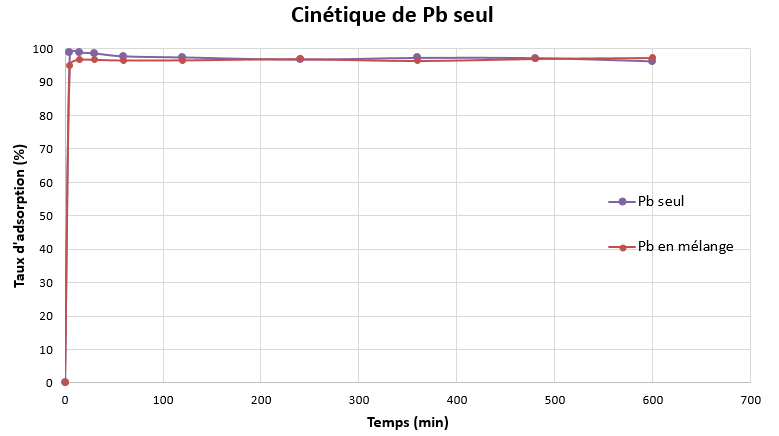 Cinétique de Pb seul
100
90
80
70
60
50
40
30
20
10
0
Taux d'adsorption (%)
Pb seul
Pb en mélange
0 100 200 300 400 500 600 700
Temps (min)